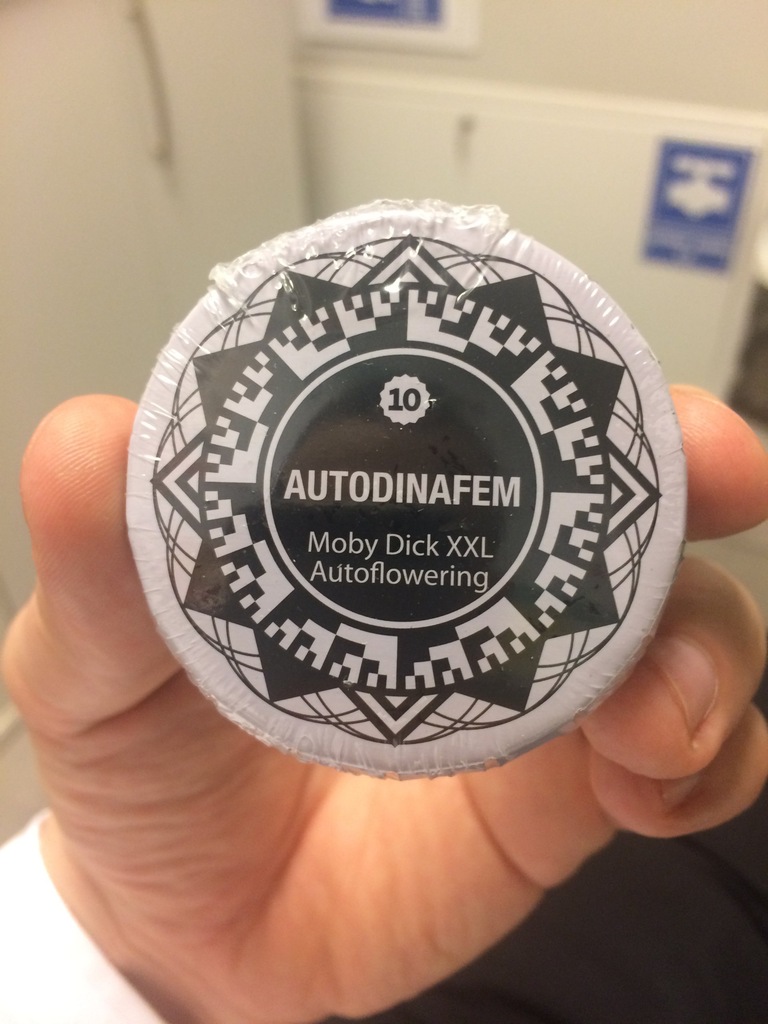 10
AUTODINAFEM
Moby Dick XXL
Autoflowering